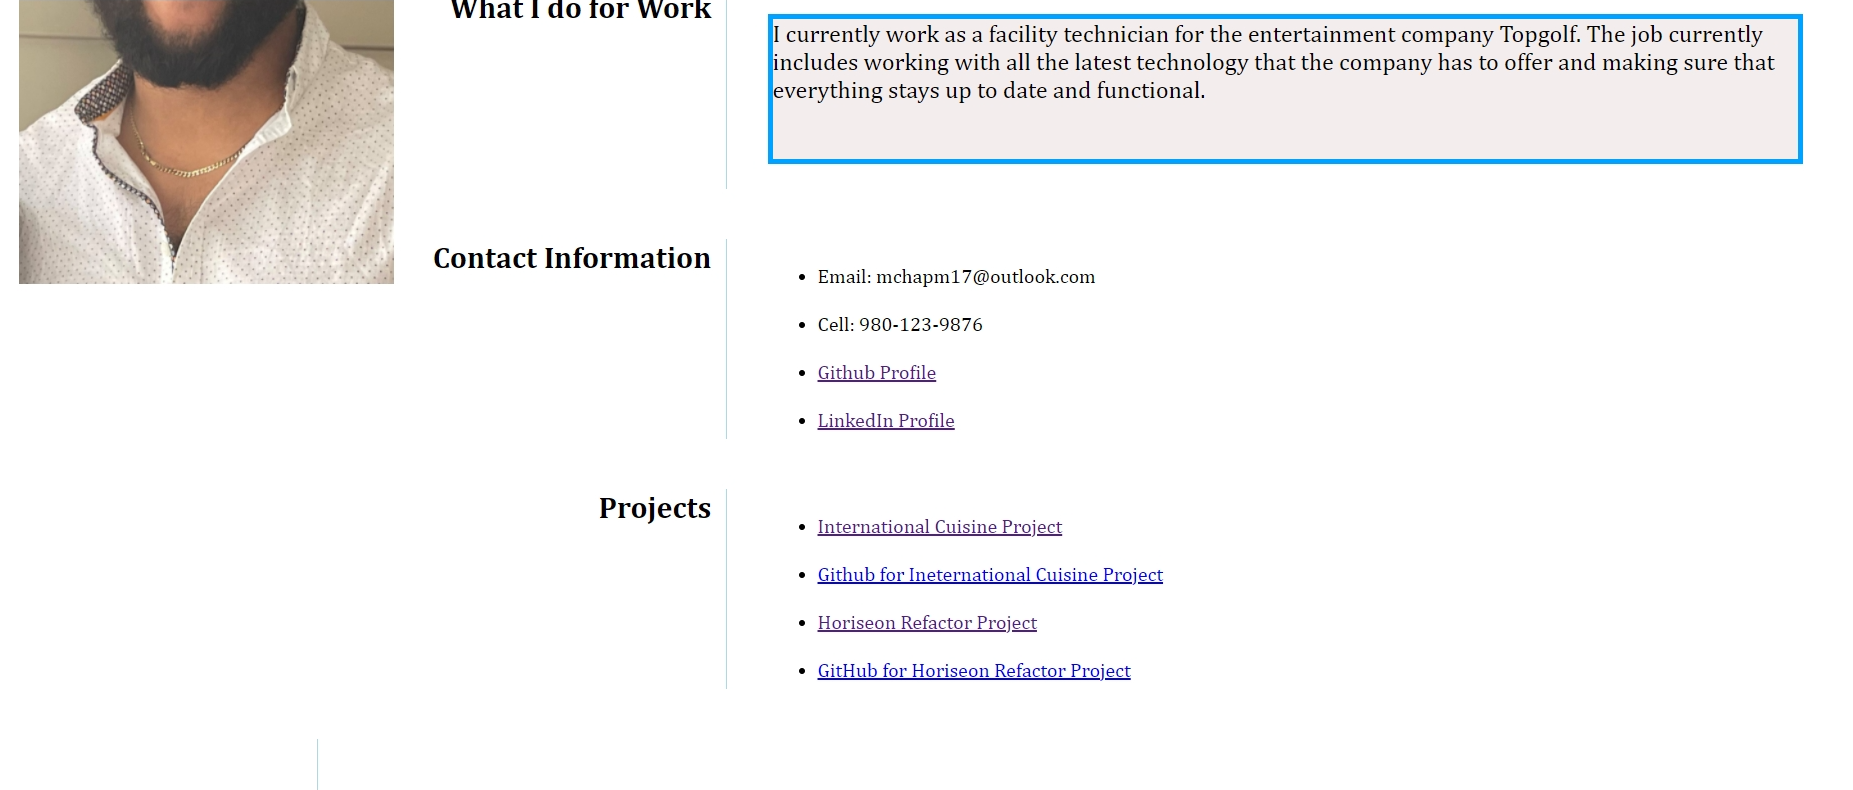 What I do for Work
I currently work as a facility technician for the entertainment company Topgolf. The job currently
includes working with all the latest technology that the company has to offer and making sure that
everything stays up to date and functional.
Contact Information
Email: mchapm17@outlook.com
Cell: 980-123-9876
Github Profile
LinkedIn Profile
Projects
International Cuisine Project
Github for Ineternational Cuisine Project
Horiseon Refactor Project
GitHub for Horiseon Refactor Project